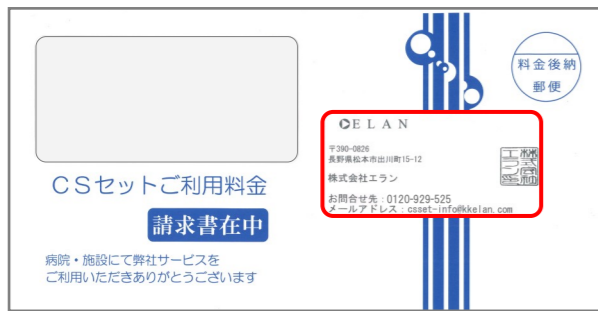 料金後納
郵便
ELAN
〒390-0826
長野県松本市出川町15-12
株式会社エラン
お問合せ先：0120-929-525
メールアドレス：csset-info@kkelan.com
CSセットご利用料金
請求書在中
病院・施設にて弊社サービスを
ご利用いただきありがとうございます